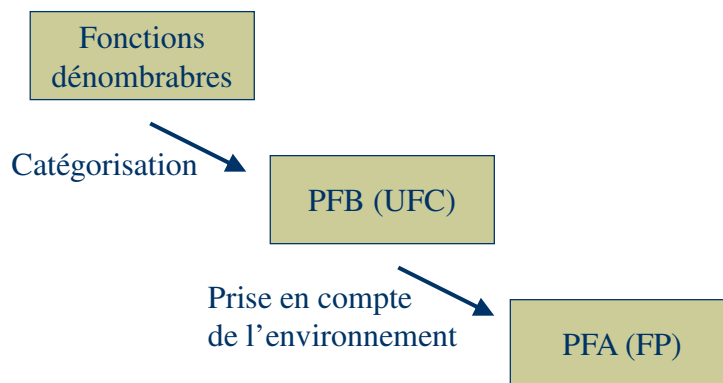 Fonctions
dénombrabres
Catégorisation
PFB (UFC)
Prise en compte
de l’environnement
PFA (FP)